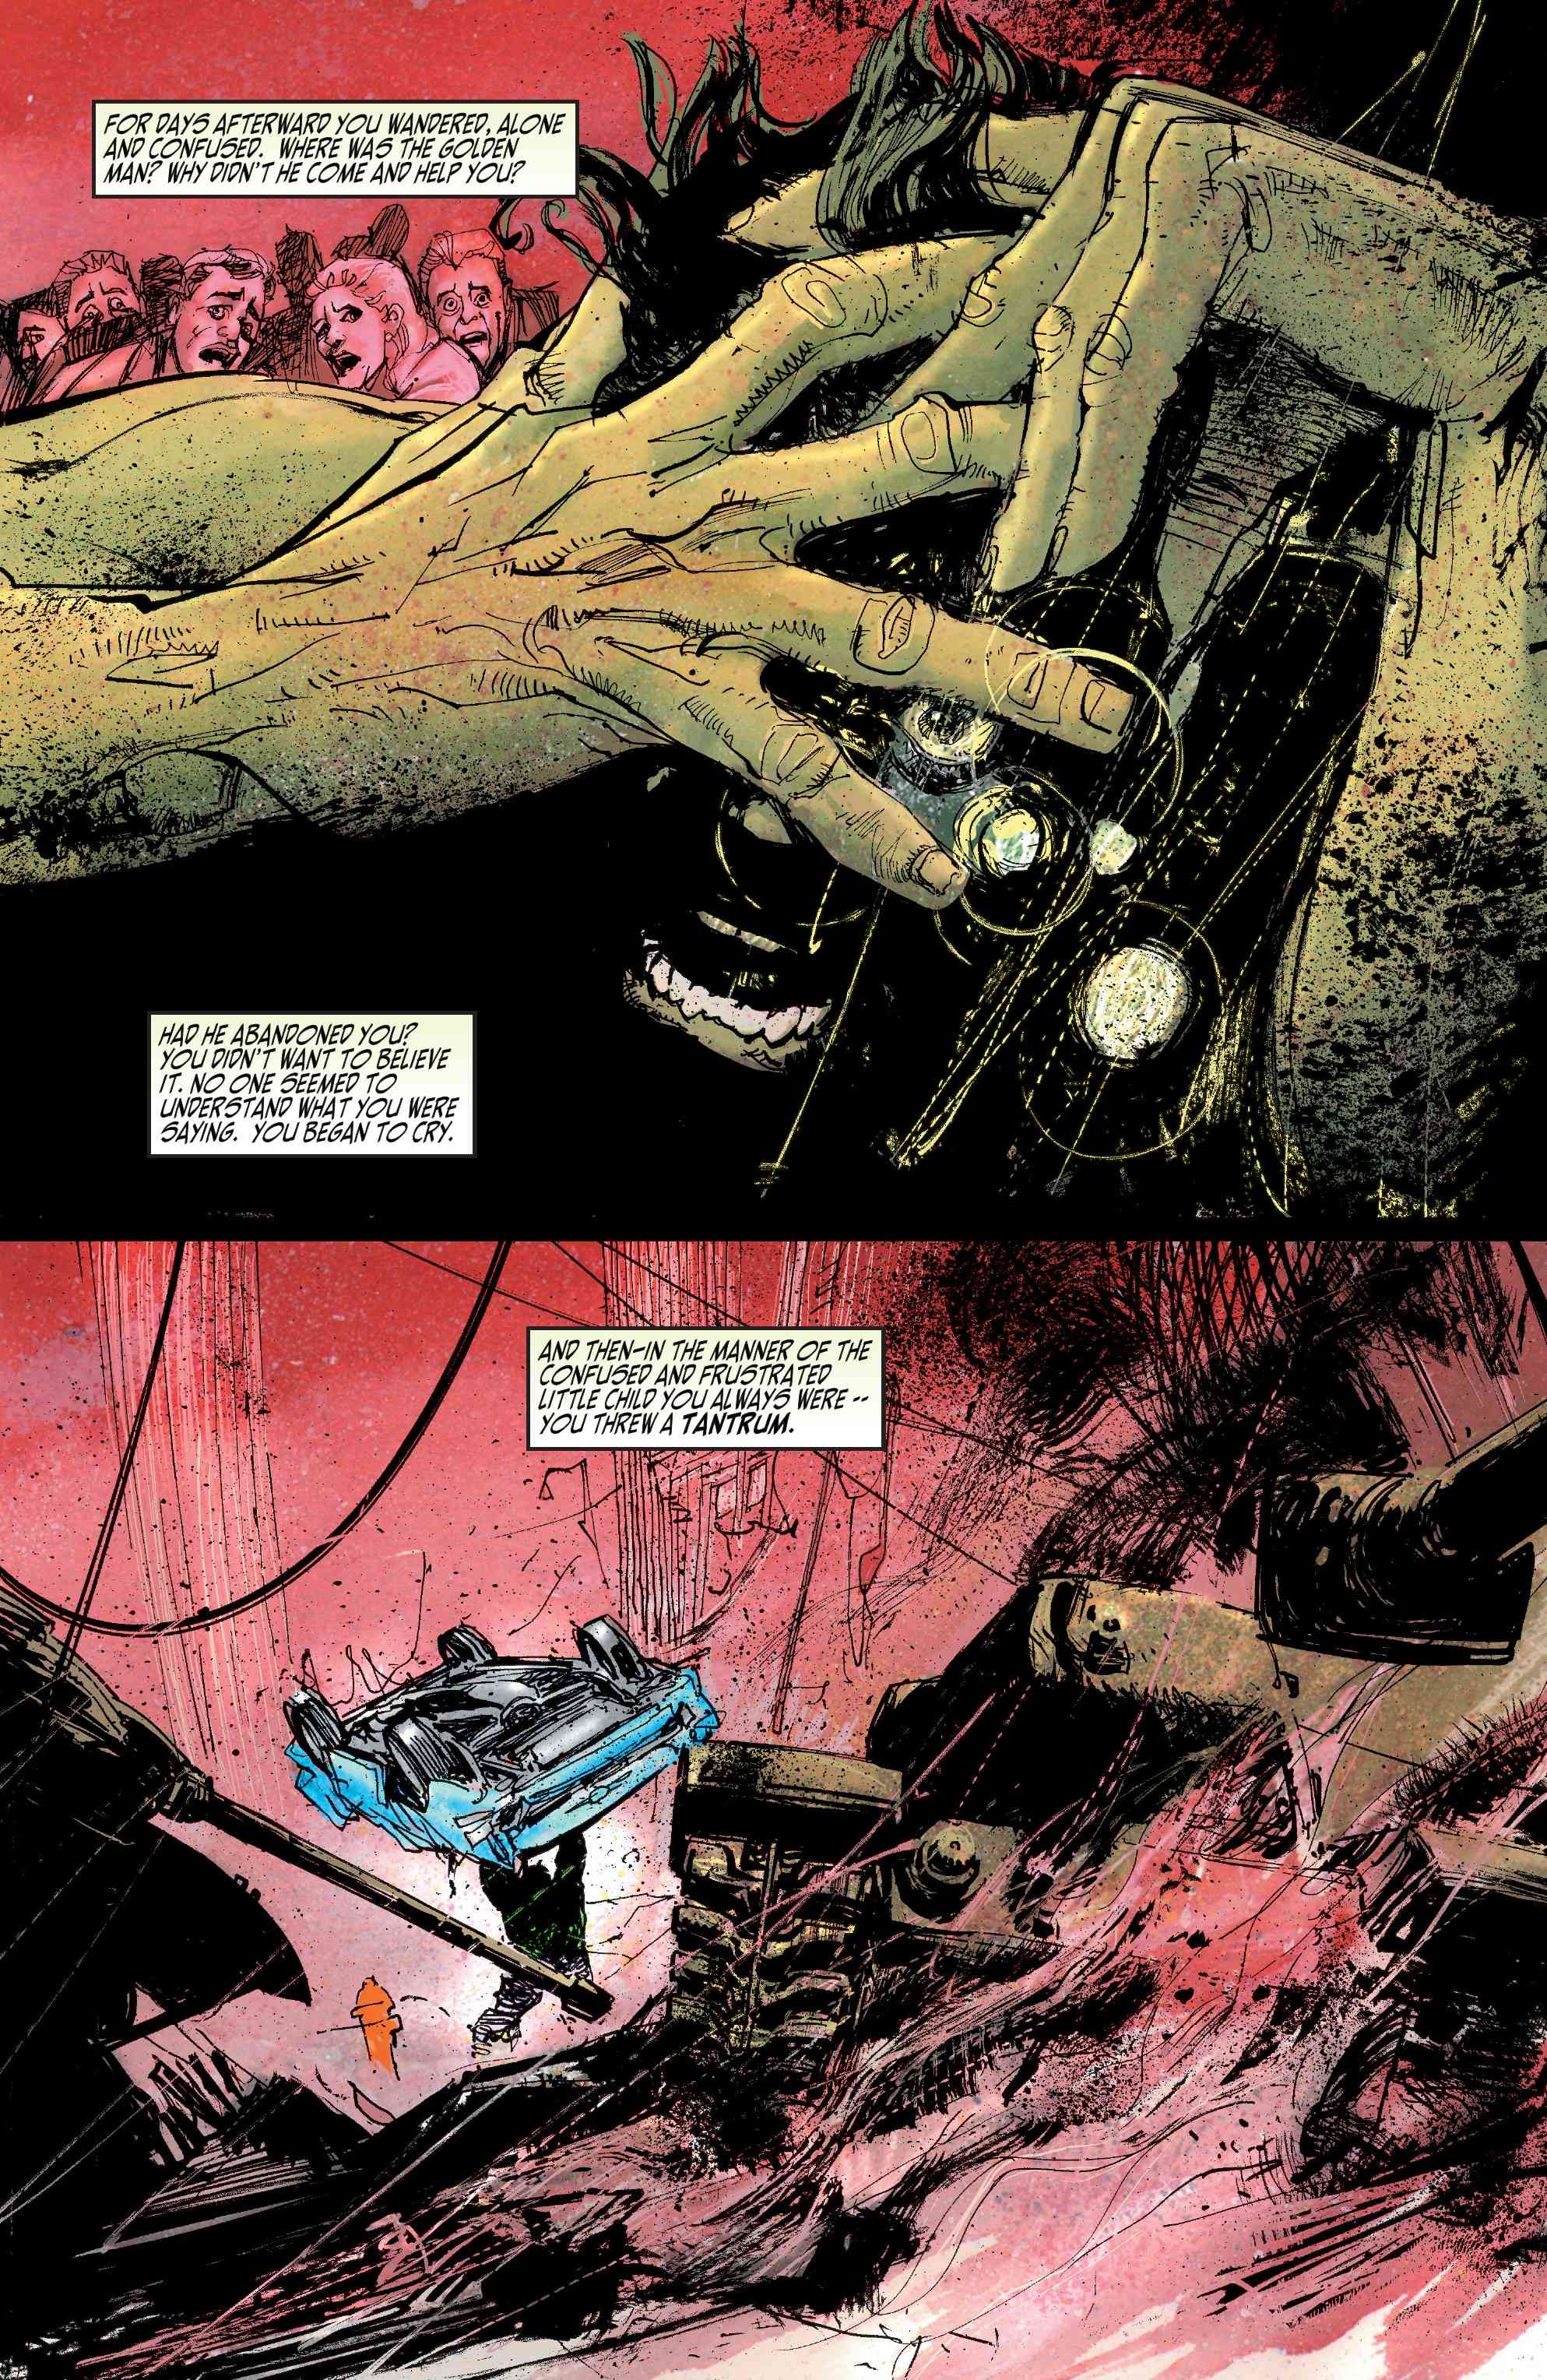 FOR DAYS AFTERWARD YOU WANDERED, ALONE
AND CONFUSED. WHERE WAS THE GOLDEN
MAN? WHY DIDN'T HE COME AND HELP YOU?
HAD HE ABANDONED YOU?
YOU DIDN'T WANT TO BELIEVE
IT. NO ONE SEEMED TO
UNDERSTAND WHAT YOU WERE
SAYING. YOU BEGAN TO CRY.
AND THEN-IN THE MANNER OF THE
CONFUSED AND FRUSTRATED
LITTLE CHILD YOU ALWAYS WERE --
YOU THREW A TANTRUM.